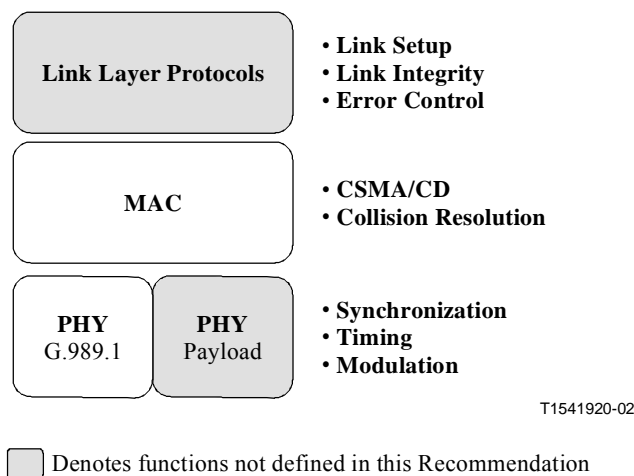 Link Layer Protocols
• Link Setup
• Link Integrity
• Error Control
MAC
• CSMA/CD
• Collision Resolution
PHY
G.989.1
PHY
Payload
• Synchronization
• Timing
• Modulation
T1541920-02
Denotes functions not defined in this Recommendation